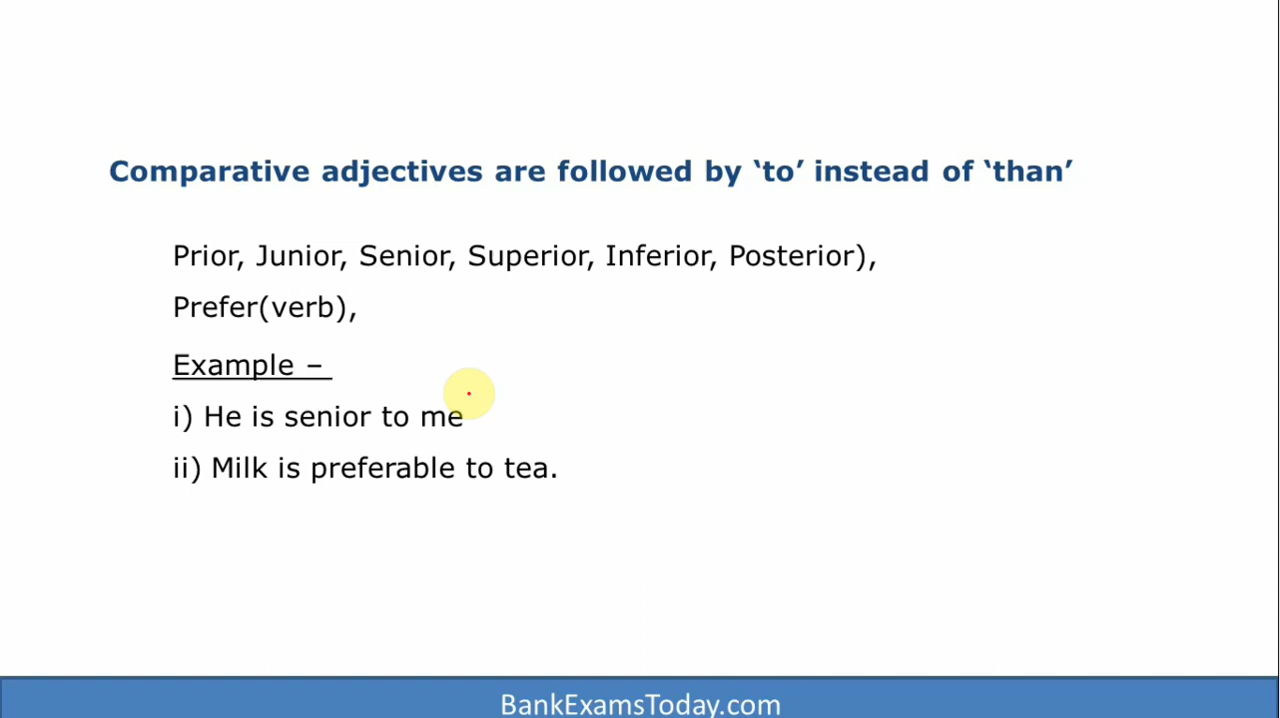 Comparative adjectives are followed by ‘to’ instead of ‘than’
Prior, Junior, Senior, Superior, Inferior, Posterior),
Prefer(verb),
Example –
i) He is senior to me
ii) Milk is preferable to tea.
BankExamsToday.com